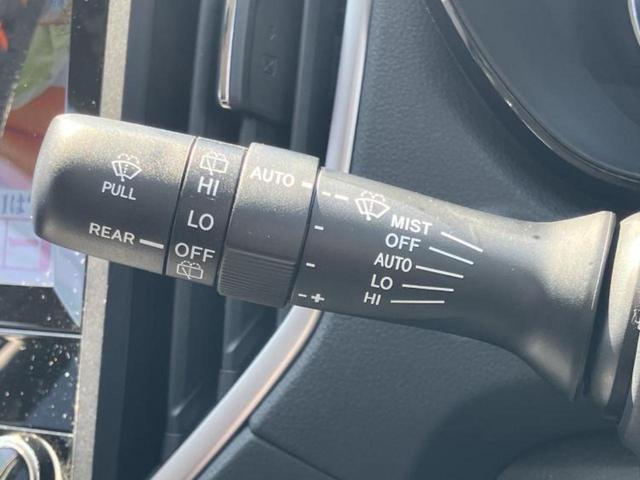 PULL
REAR
HI
LO
OFF
AUTO
- +
MIST
OFF
AUTO
LO
HI